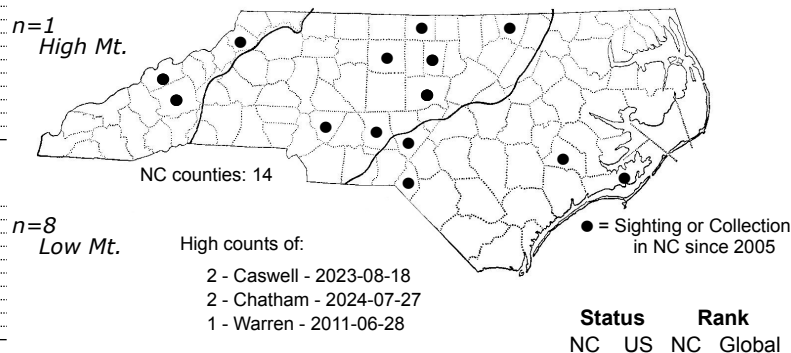 n=1
High Mt.
NC counties: 14
n=8
Low Mt.
High counts of:
2 - Caswell - 2023-08-18
2 - Chatham - 2024-07-27
1 - Warren - 2011-06-28
● = Sighting or Collection
in NC since 2005
Status Rank
NC US NC Global